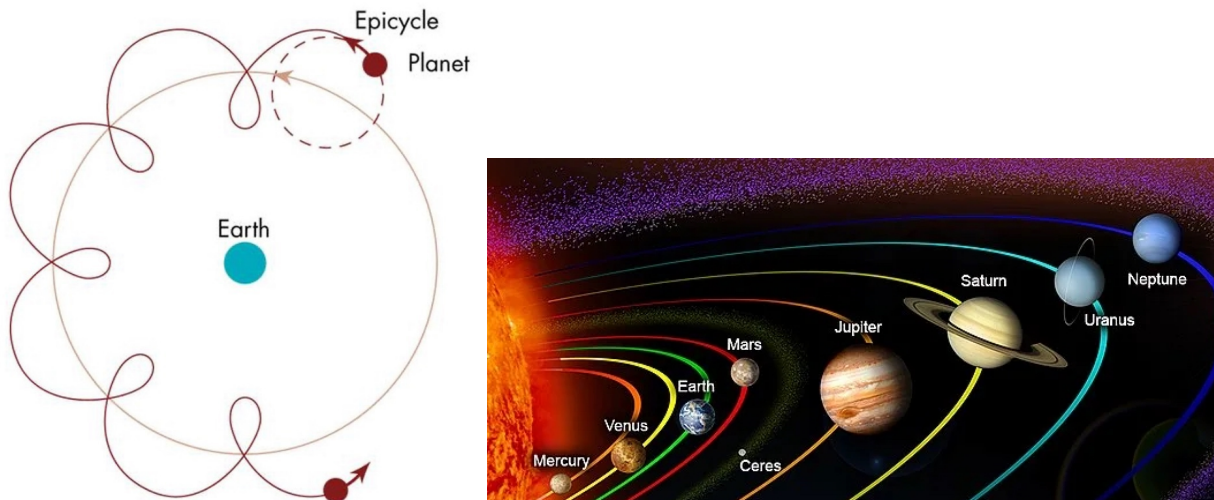 Epicycle
Planet
Earth
Neptune
Saturn
Uranus
Jupiter
Mars
Earth
Venus
Mercury
Ceres